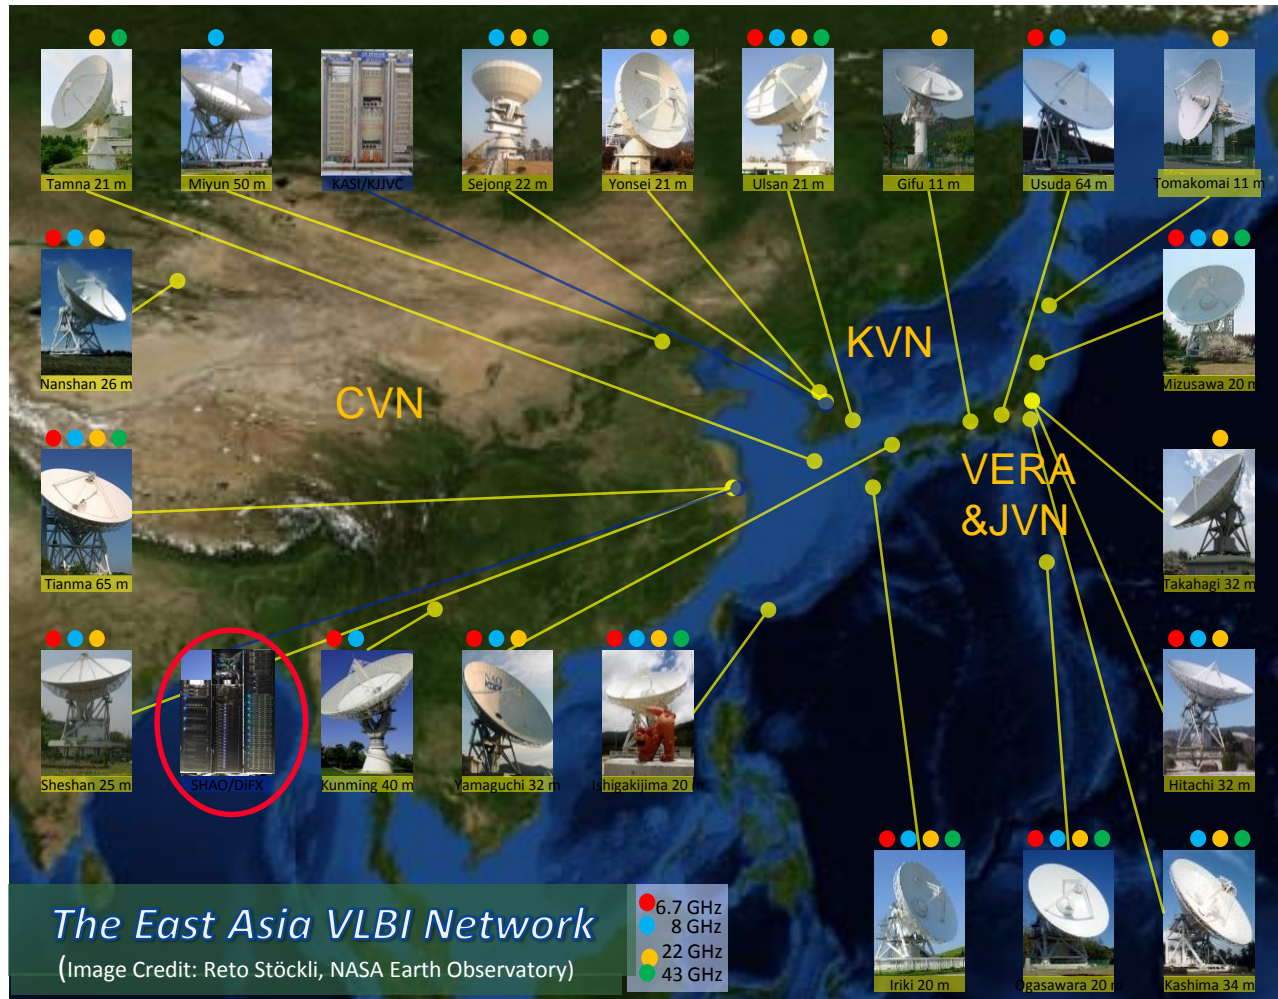 Tamna 21 m
Miyun 50 m
KASI/KJJVC
Sejong 22 m
Yonsei 21 m
Ulsan 21 m
Gifu 11 m
Usuda 64 m
Tomakomai 11 m
Nanshan 26 m
KVN
CVN
Mizusawa 20 m
VERA
&JVN
Tianma 65 m
Takahagi 32 m
Sheshan 25 m
SHAO/DiFX
Kunming 40 m
Yamaguchi 32 m
Ishigakijima 20 m
Hitachi 32 m
Iriki 20 m
Ogasawara 20 m
Kashima 34 m
The East Asia VLBI Network
(Image Credit: Reto Stöckli, NASA Earth Observatory)
6.7 GHz
8 GHz
22 GHz
43 GHz